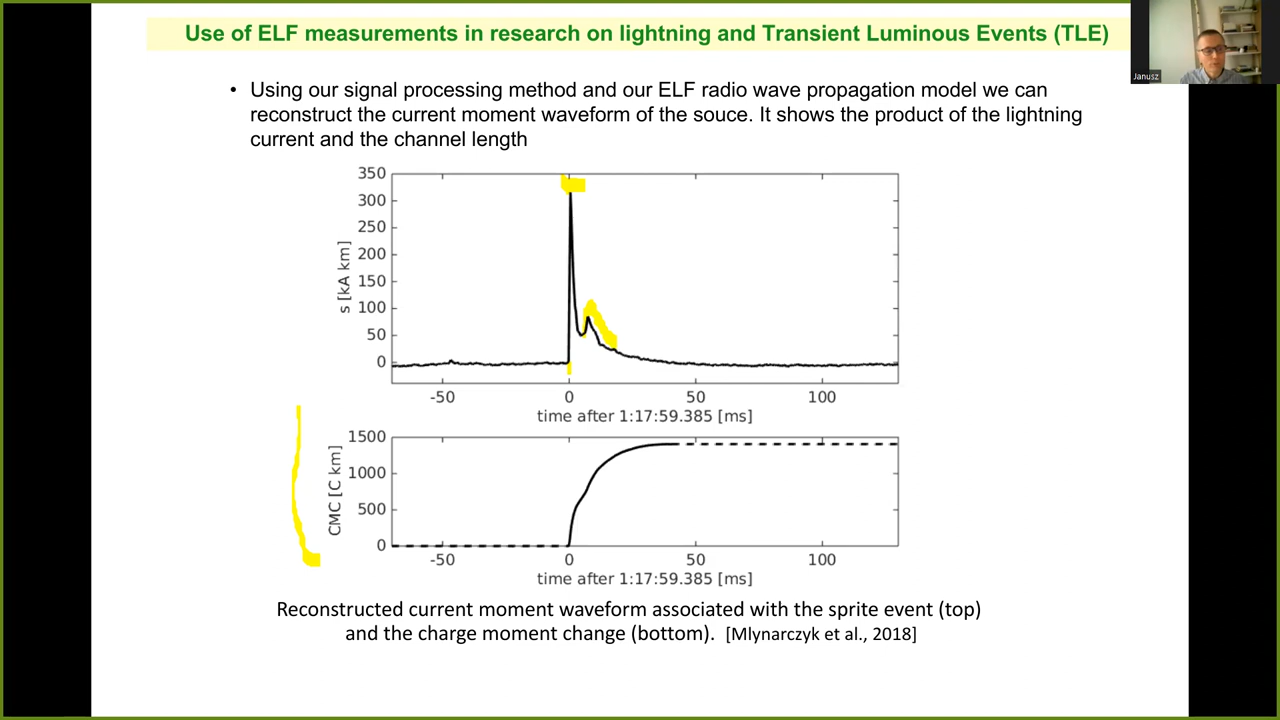 Use of ELF measurements in research on lightning and Transient Luminous Events (TLE)
Janusz
• Using our signal processing method and our ELF radio wave propagation model we can
reconstruct the current moment waveform of the souce. It shows the product of the lightning
current and the channel length
350
300
250
200
150
100
50
0
s [kA km]
-50 0 50 100
time after 1:17:59.385 [ms]
1500
1000
500
0
CMC [C km]
-50 0 50 100
time after 1:17:59.385 [ms]
Reconstructed current moment waveform associated with the sprite event (top)
and the charge moment change (bottom). [Mlynarczyk et al., 2018]